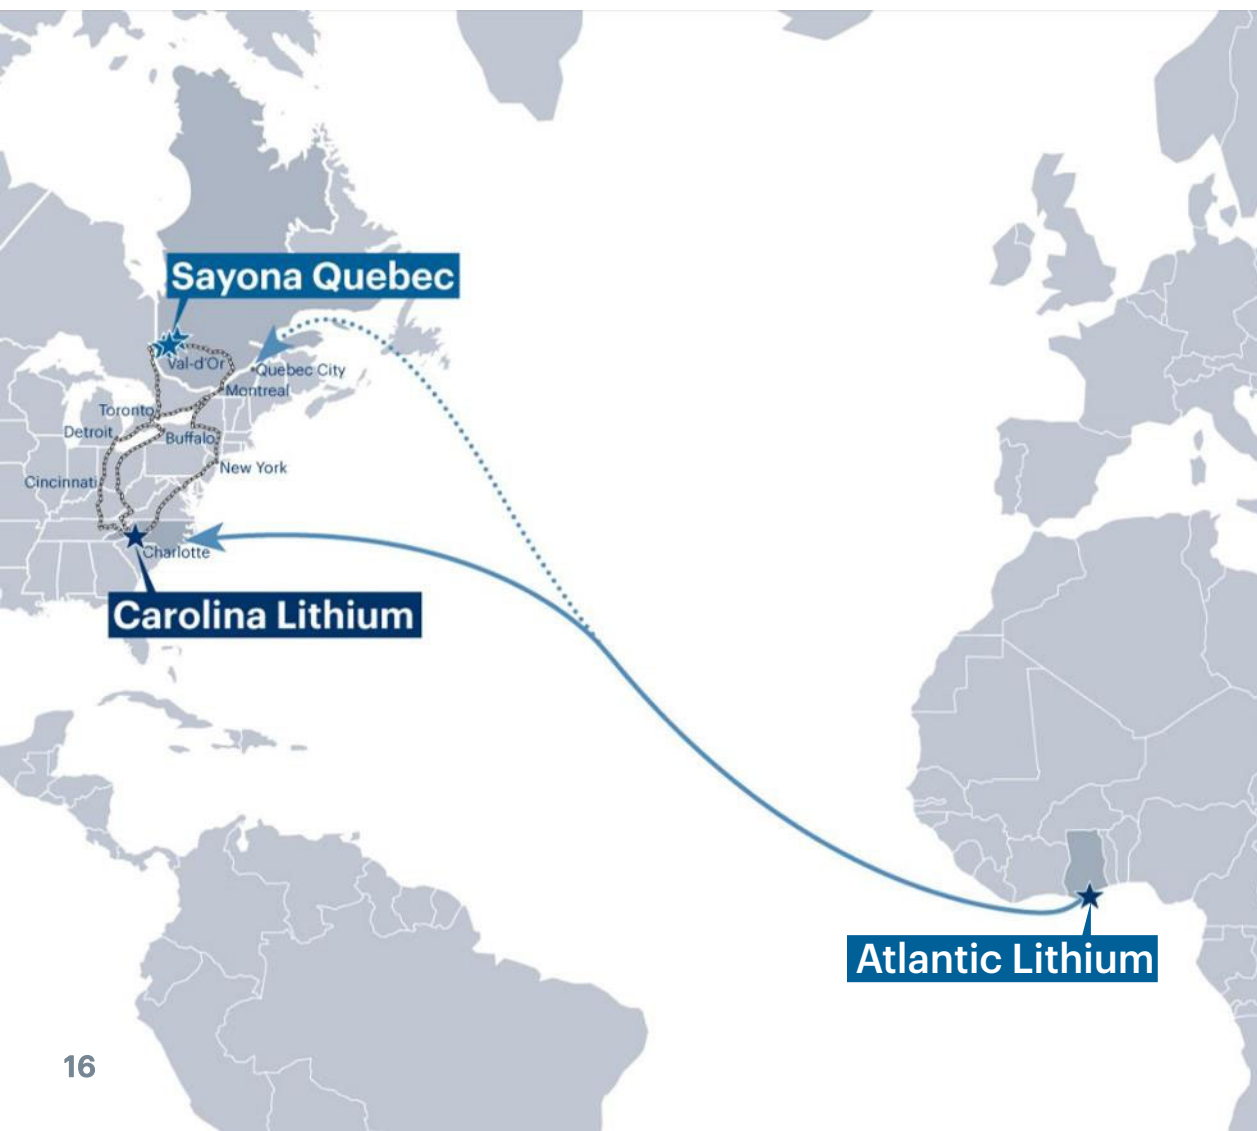 Sayona Quebec
Val-d'Or
Quebec City
Montreal
Toronto
Detroit
Buffalo
New York
Cincinnati
Charlotte
Carolina Lithium
Atlantic Lithium
16